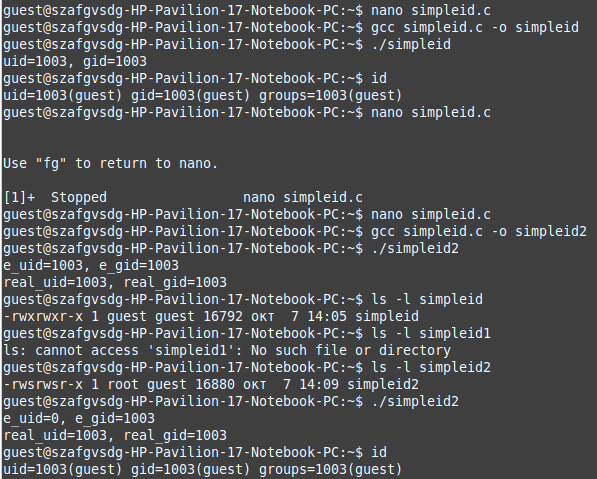 guest@szafgvsdg-HP-Pavilion-17-Notebook-PC:~$ nano simpleid.c
guest@szafgvsdg-HP-Pavilion-17-Notebook-PC:~$ gcc simpleid.c -o simpleid
guest@szafgvsdg-HP-Pavilion-17-Notebook-PC:~$ ./simpleid
uid=1003, gid=1003
guest@szafgvsdg-HP-Pavilion-17-Notebook-PC:~$ id
uid=1003(guest) gid=1003(guest) groups=1003(guest)
guest@szafgvsdg-HP-Pavilion-17-Notebook-PC:~$ nano simpleid.c
Use "fg" to return to nano.
[1]+  Stopped                 nano simpleid.c
guest@szafgvsdg-HP-Pavilion-17-Notebook-PC:~$ nano simpleid.c
guest@szafgvsdg-HP-Pavilion-17-Notebook-PC:~$ gcc simpleid.c -o simpleid2
guest@szafgvsdg-HP-Pavilion-17-Notebook-PC:~$ ./simpleid2
e_uid=1003, e_gid=1003
real_uid=1003, real_gid=1003
guest@szafgvsdg-HP-Pavilion-17-Notebook-PC:~$ ls -l simpleid
-rwxrwxr-x 1 guest guest 16792 окт  7 14:05 simpleid
guest@szafgvsdg-HP-Pavilion-17-Notebook-PC:~$ ls -l simpleid1
ls: cannot access 'simpleid1': No such file or directory
guest@szafgvsdg-HP-Pavilion-17-Notebook-PC:~$ ls -l simpleid2
-rwsrwsr-x 1 root guest 16880 окт  7 14:09 simpleid2
guest@szafgvsdg-HP-Pavilion-17-Notebook-PC:~$ ./simpleid2
e_uid=0, e_gid=1003
real_uid=1003, real_gid=1003
guest@szafgvsdg-HP-Pavilion-17-Notebook-PC:~$ id
uid=1003(guest) gid=1003(guest) groups=1003(guest)